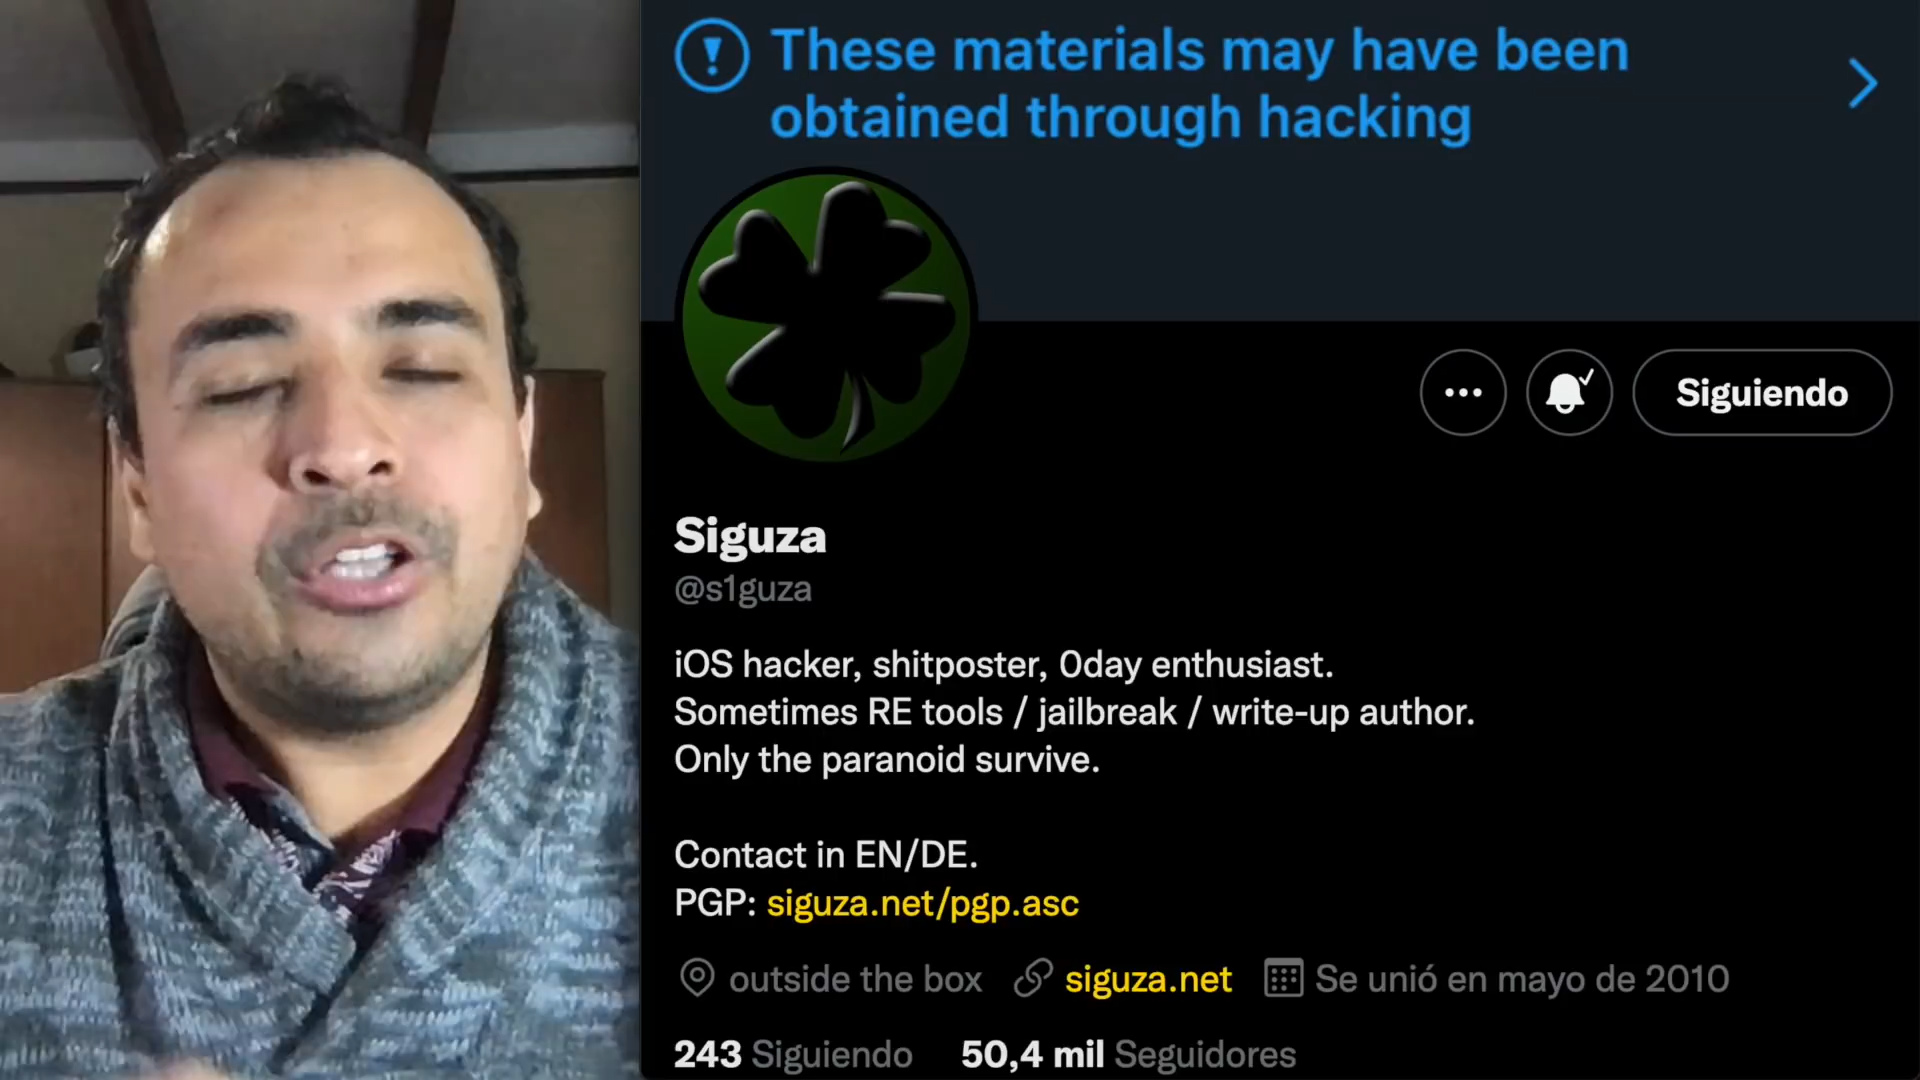 These materials may have been
obtained through hacking
Siguiendo
Siguza
@s1guza
iOS hacker, shitposter, 0day enthusiast.
Sometimes RE tools / jailbreak / write-up author.
Only the paranoid survive.
Contact in EN/DE.
PGP: siguza.net/pgp.asc
outside the box siguza.net Se unió en mayo de 2010
243 Siguiendo 50,4 mil Seguidores